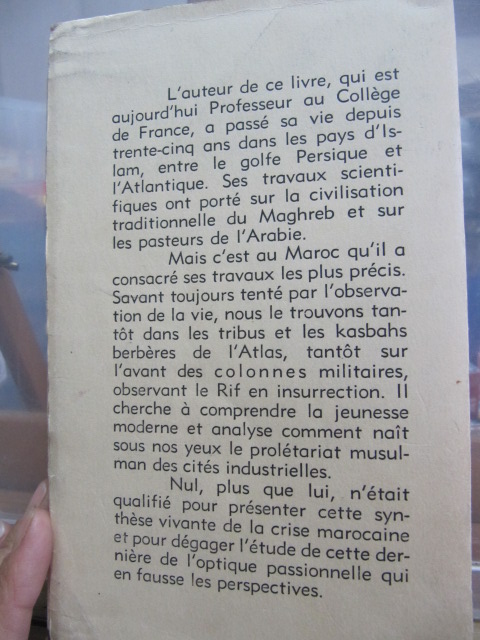 L'auteur de ce livre, qui est
aujourd'hui Professeur au Collège
de France, a passé sa vie depuis
trente-cinq ans dans les pays d'Is-
lam, entre le golfe Persique et
l'Atlantique. Ses travaux scienti-
fiques ont porté sur la civilisation
traditionnelle du Maghreb et sur
les pasteurs de l'Arabie.
Mais c'est au Maroc qu'il a
consacré ses travaux les plus précis.
Savant toujours tenté par l'observa-
tion de la vie, nous le trouvons tan-
tôt dans les tribus et les kasbahs
berbères de l'Atlas, tantôt sur
l'avant des colonnes militaires,
observant le Rif en insurrection. Il
cherche à comprendre la jeunesse
moderne et analyse comment naît
sous nos yeux le prolétariat musul-
man des cités industrielles.
Nul, plus que lui, n'était
qualifié pour présenter cette syn-
thèse vivante de la crise marocaine
et pour dégager l'étude de cette der-
nière de l'optique passionnelle qui
en fausse les perspectives.